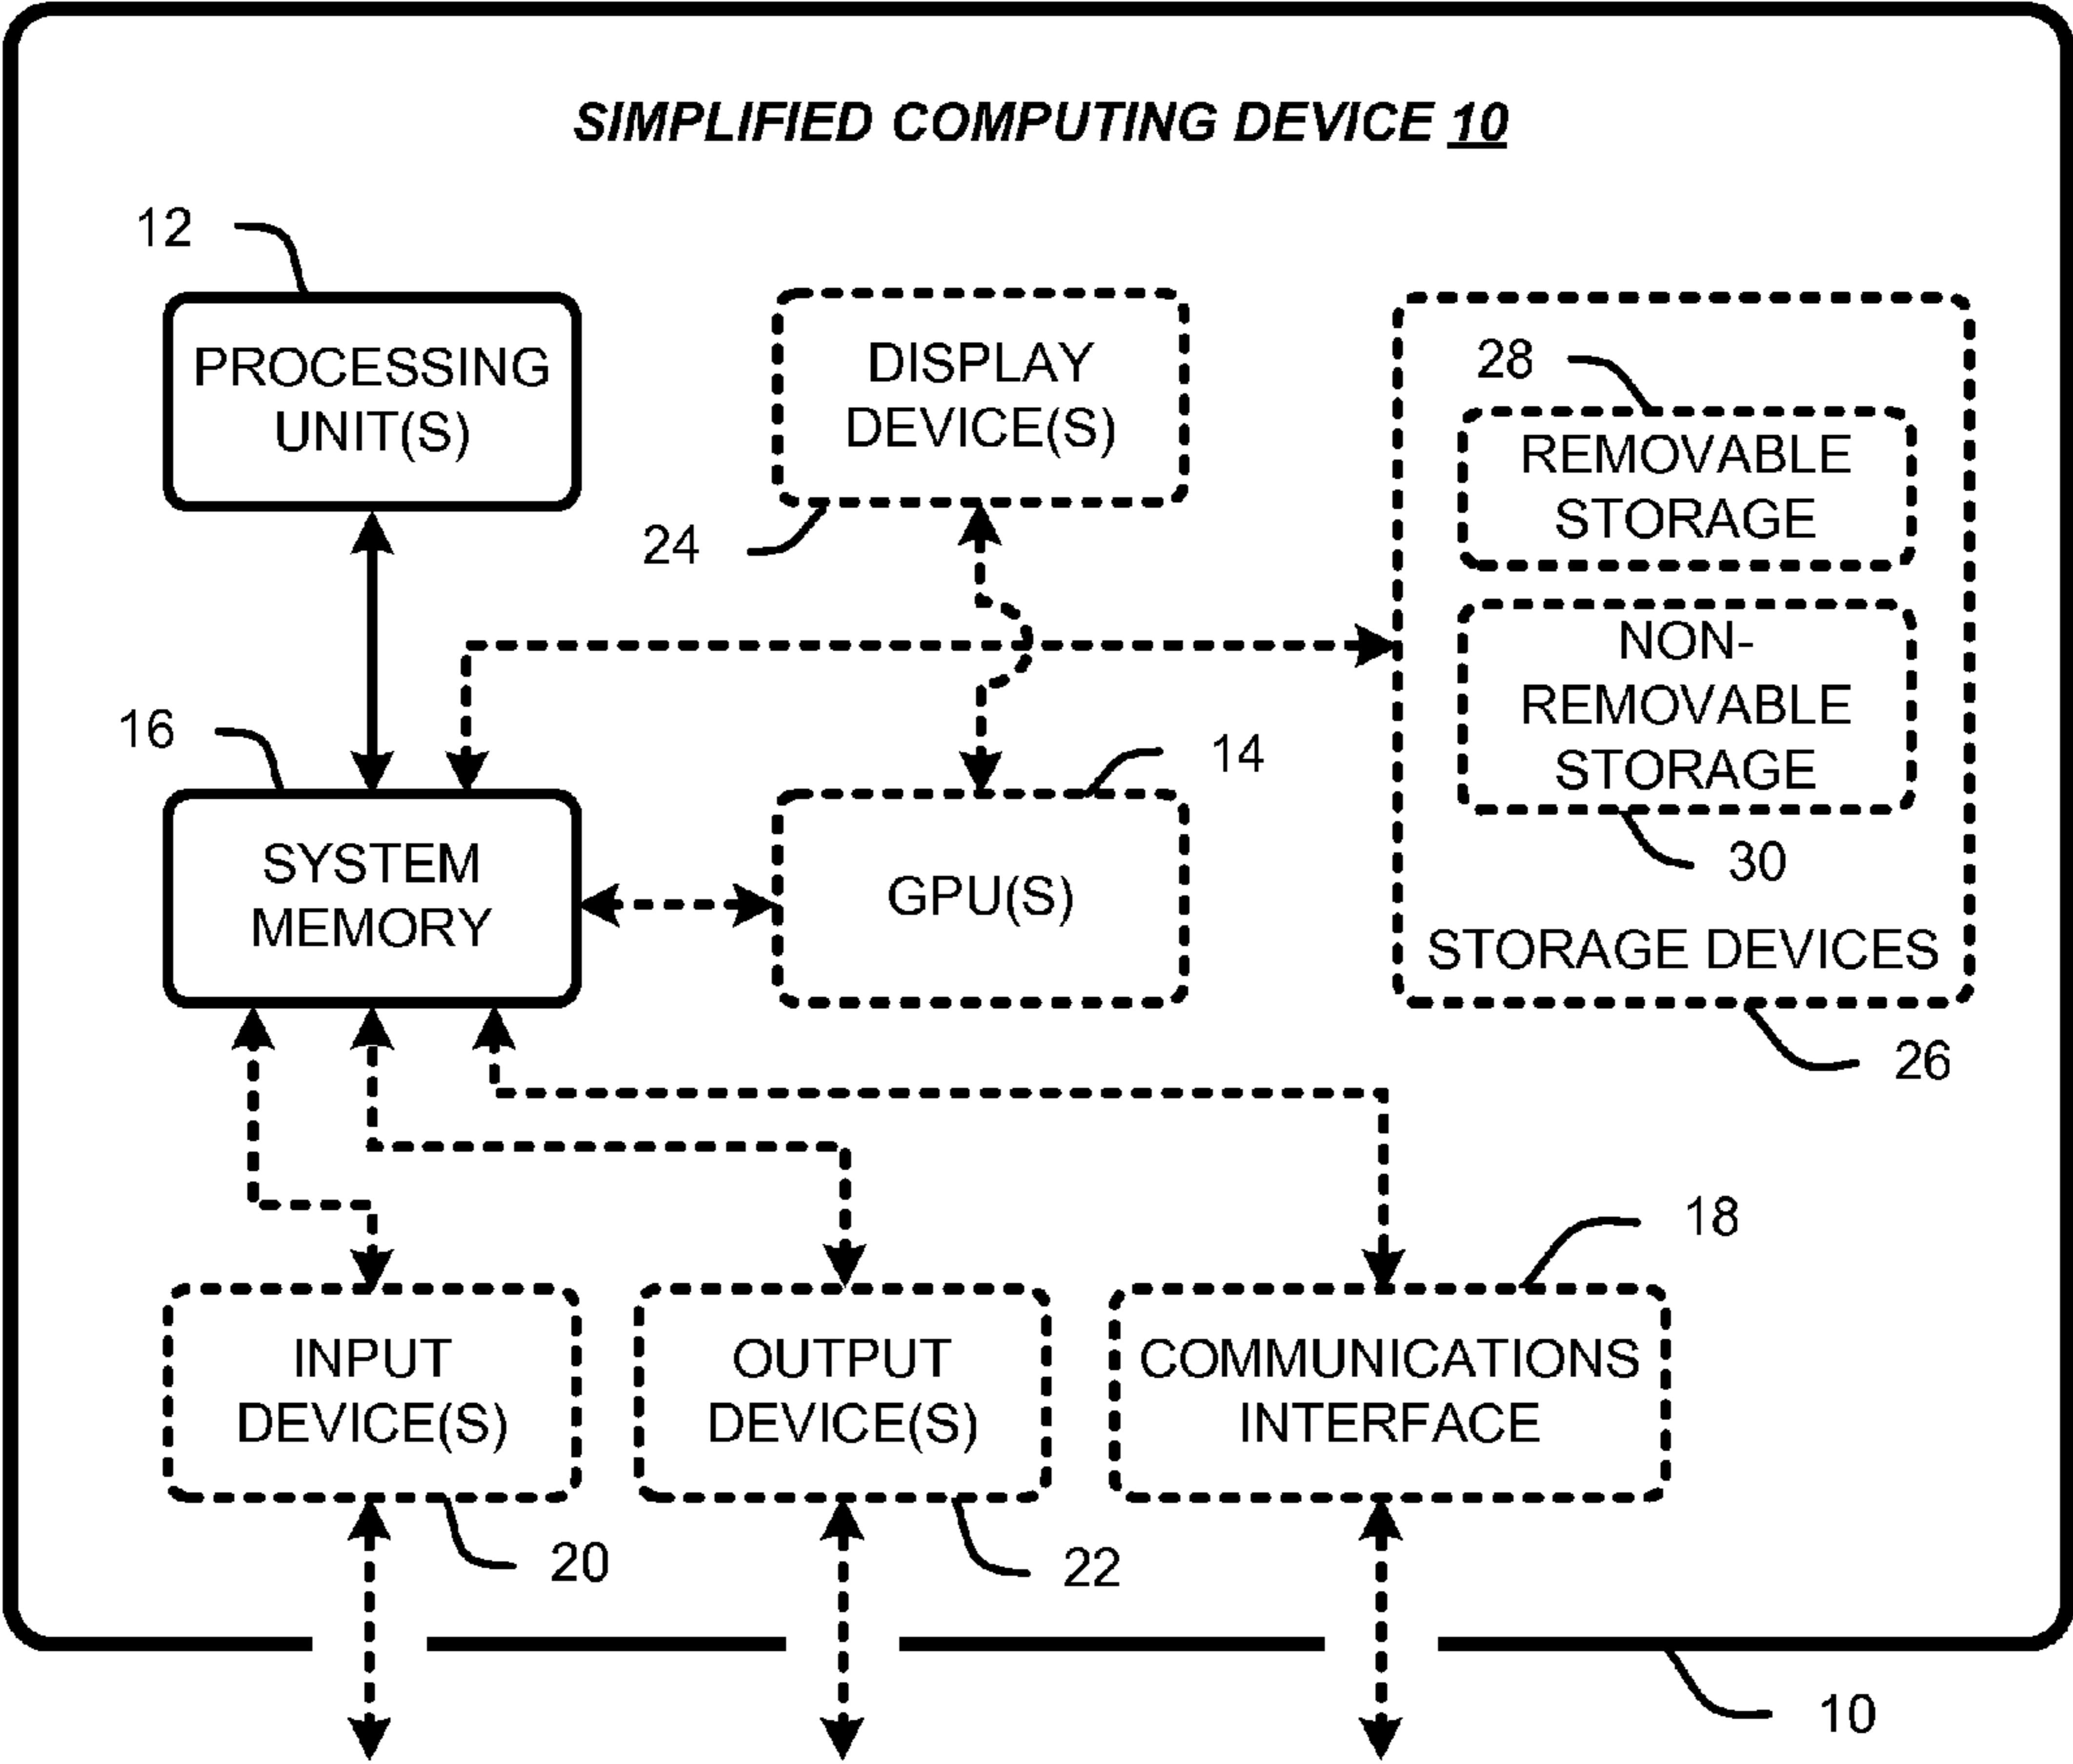 SIMPLIFIED COMPUTING DEVICE 10
12
PROCESSING
UNIT(S)
DISPLAY
DEVICE(S)
24
28
REMOVABLE
STORAGE
NON-
REMOVABLE
STORAGE
30
STORAGE DEVICES
26
16
SYSTEM
MEMORY
14
GPU(S)
18
INPUT
DEVICE(S)
20
OUTPUT
DEVICE(S)
22
COMMUNICATIONS
INTERFACE
10